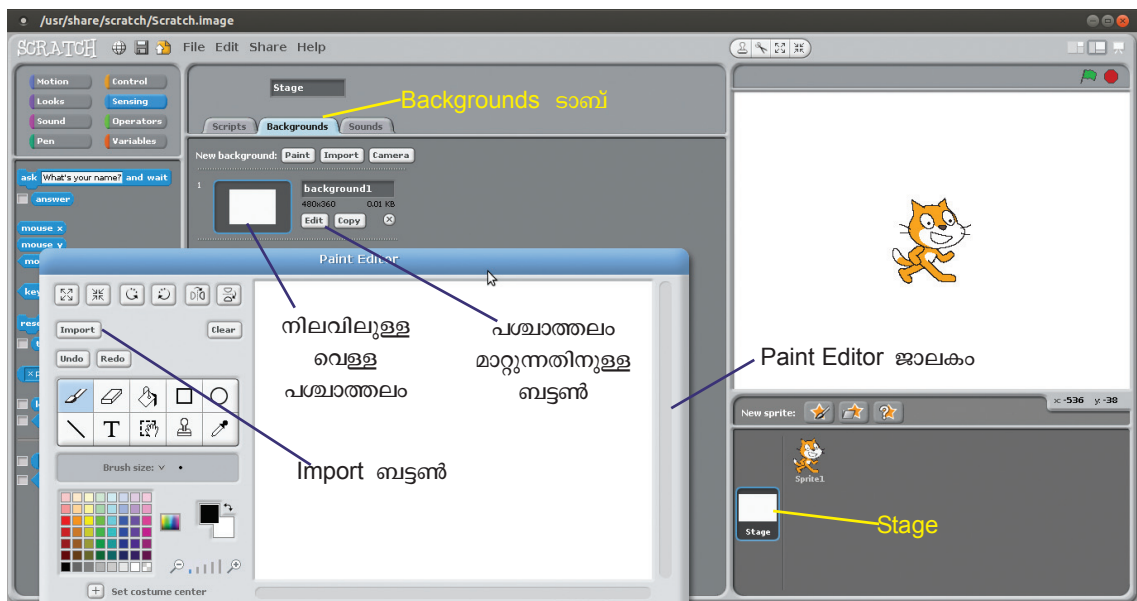 /usr/share/scratch/Scratch.image
SCRATCH File Edit Share Help
Motion Control
Looks Sensing
Sound Operators
Pen Variables
Stage
Backgrounds ടാബ്
Scripts Backgrounds Sounds
New background: Paint Import Camera
1
background1
480x360 0.01 KB
Edit Copy
ask What's your name? and wait
answer
mouse x
mouse y
mo
key
rese
Paint Editor
Import Clear
Undo Redo
T
Brush size:
Set costume center
നിലവിലുള്ള
വെള്ള
പശ്ചാത്തലം
പശ്ചാത്തലം
മാറ്റുന്നതിനുള്ള
ബട്ടൺ
Import ബട്ടൺ
Paint Editor ജാലകം
x: -536 y: -38
New sprite:
Sprite1
Stage
Stage